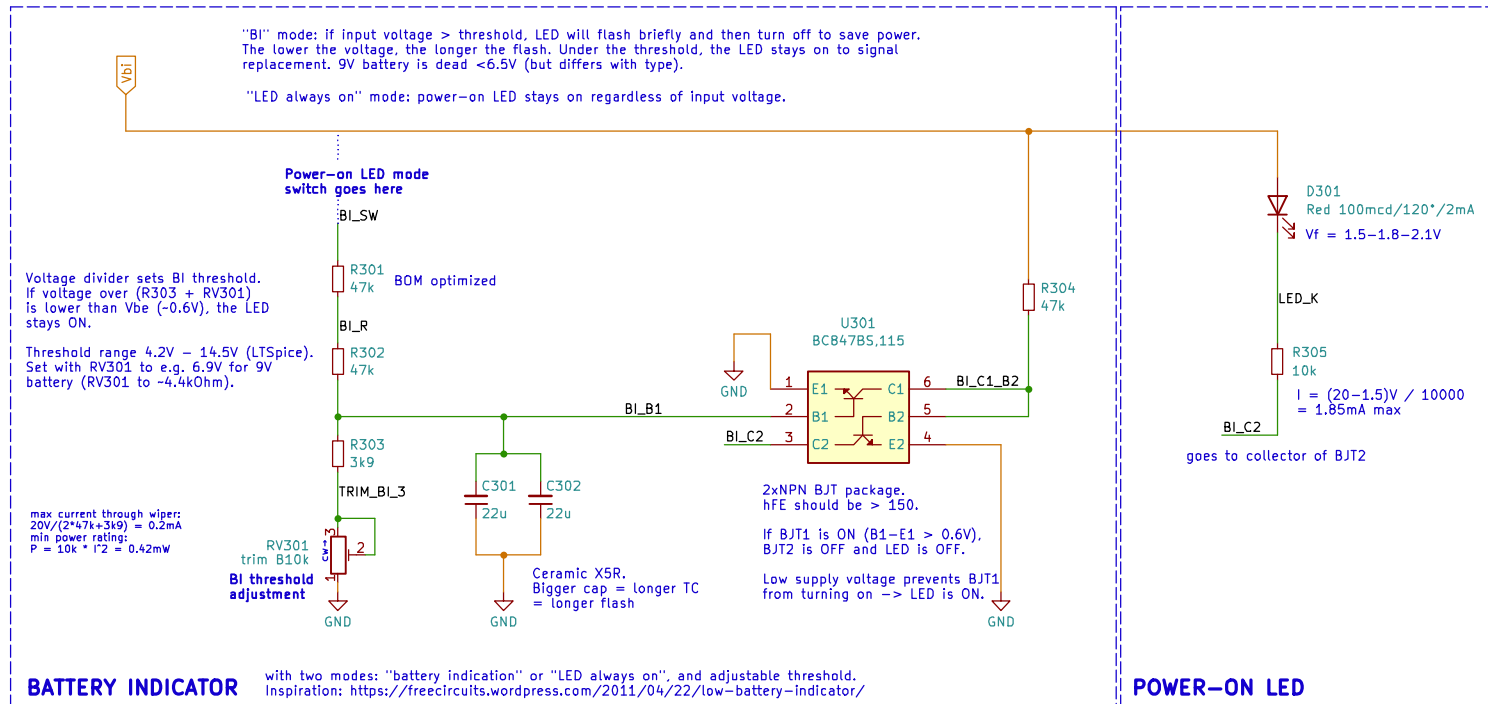 "BI" mode: if input voltage > threshold, LED will flash briefly and then turn off to save power.
The lower the voltage, the longer the flash. Under the threshold, the LED stays on to signal
replacement. 9V battery is dead <6.5V (but differs with type).
"LED always on" mode: power-on LED stays on regardless of input voltage.
Vbi
Power-on LED mode
switch goes here
BI_SW
R301
47k
BOM optimized
Voltage divider sets BI threshold.
If voltage over (R303 + RV301)
is lower than Vbe (~0.6V), the LED
stays ON.
Threshold range 4.2V - 14.5V (LTSpice).
Set with RV301 to e.g. 6.9V for 9V
battery (RV301 to ~4.4kOhm).
BI_R
R302
47k
R303
3k9
TRIM_BI_3
max current through wiper:
20V/(2*47k+3k9) = 0.2mA
min power rating:
P = 10k * I^2 = 0.42mW
RV301
trim B10k
BI threshold
adjustment
cw
3
2
1
GND
C301
22u
C302
22u
GND
Ceramic X5R.
Bigger cap = longer TC
= longer flash
BI_B1
GND
U301
BC847BS,115
1
E1
C1
6
2
B1
B2
5
3
C2
E2
4
BI_C2
BI_C1_B2
R304
47k
2xNPN BJT package.
hFE should be > 150.
If BJT1 is ON (B1-E1 > 0.6V),
BJT2 is OFF and LED is OFF.
Low supply voltage prevents BJT1
from turning on -> LED is ON.
GND
D301
Red 100mcd/120°/2mA
Vf = 1.5-1.8-2.1V
LED_K
R305
10k
I = (20-1.5)V / 10000
= 1.85mA max
BI_C2
goes to collector of BJT2
BATTERY INDICATOR
with two modes: "battery indication" or "LED always on", and adjustable threshold.
Inspiration: https://freecircuits.wordpress.com/2011/04/22/low-battery-indicator/
POWER-ON LED